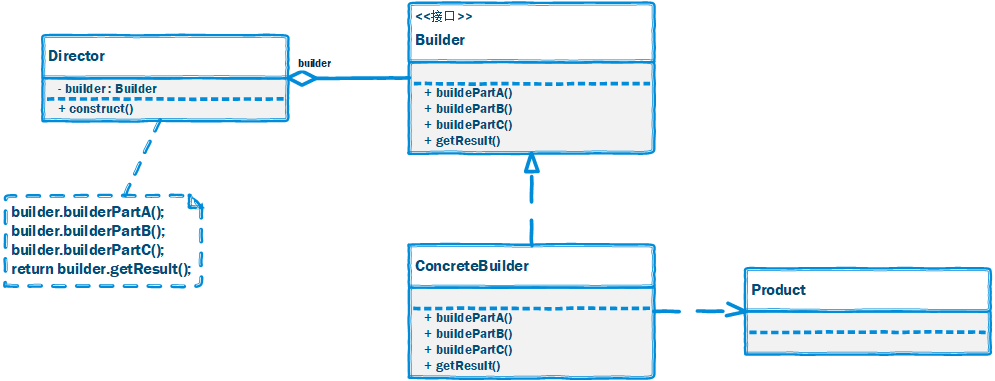 Director
- builder: Builder
+ construct()
builder
<<接口>>
Builder
+ buildePartA()
+ buildePartB()
+ buildePartC()
+ getResult()
builder.builderPartA();
builder.builderPartB();
builder.builderPartC();
return builder.getResult();
ConcreteBuilder
+ buildePartA()
+ buildePartB()
+ buildePartC()
+ getResult()
Product